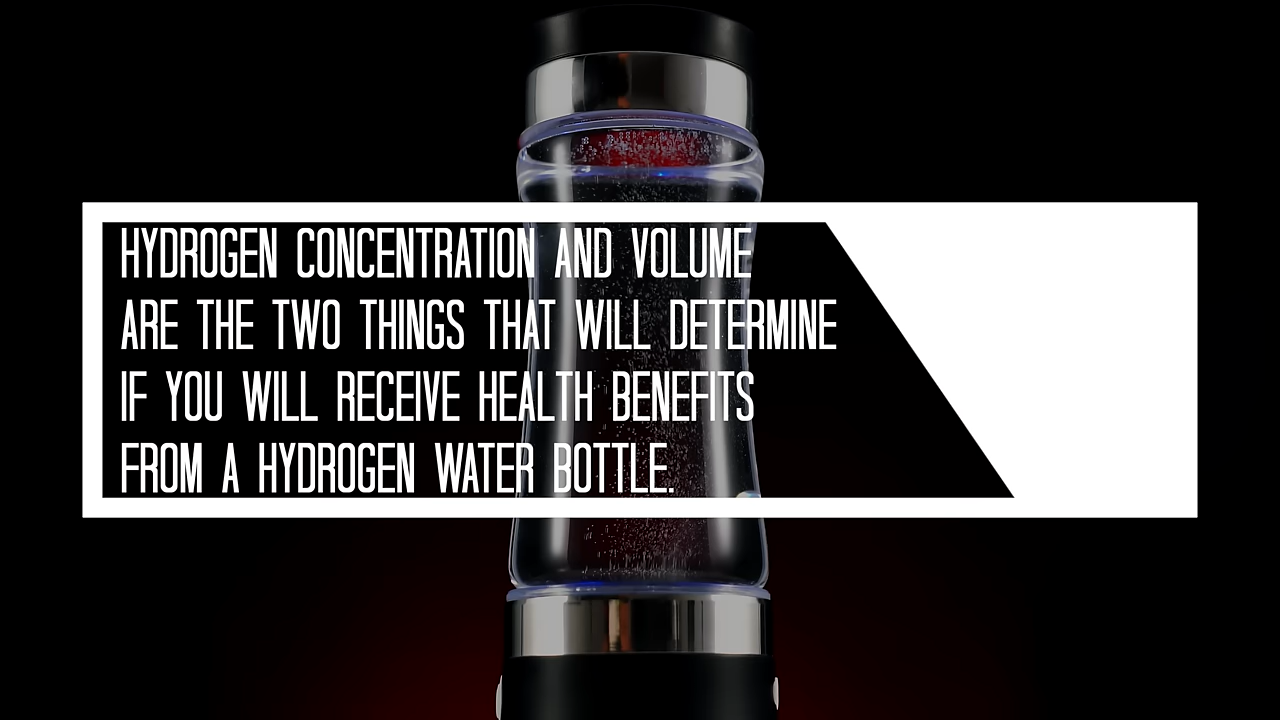 HYDROGEN CONCENTRATION AND VOLUME
ARE THE TWO THINGS THAT WILL DETERMINE
IF YOU WILL RECEIVE HEALTH BENEFITS
FROM A HYDROGEN WATER BOTTLE.